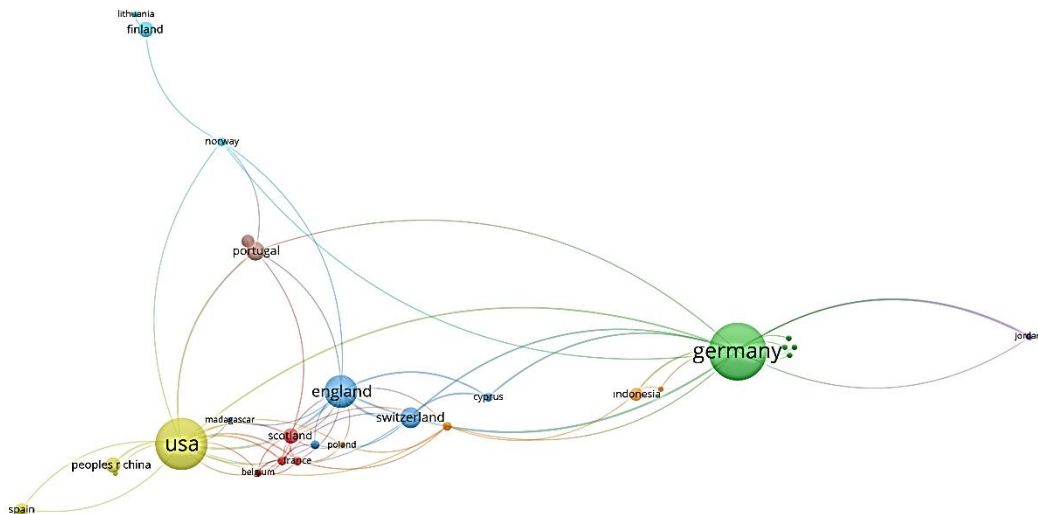 lithuania
finland
norway
portugal
germany
jordan
england
indonesia
cyprus
switzerland
madagascar
scotland
usa
poland
france
peoples r china
belgium
spain